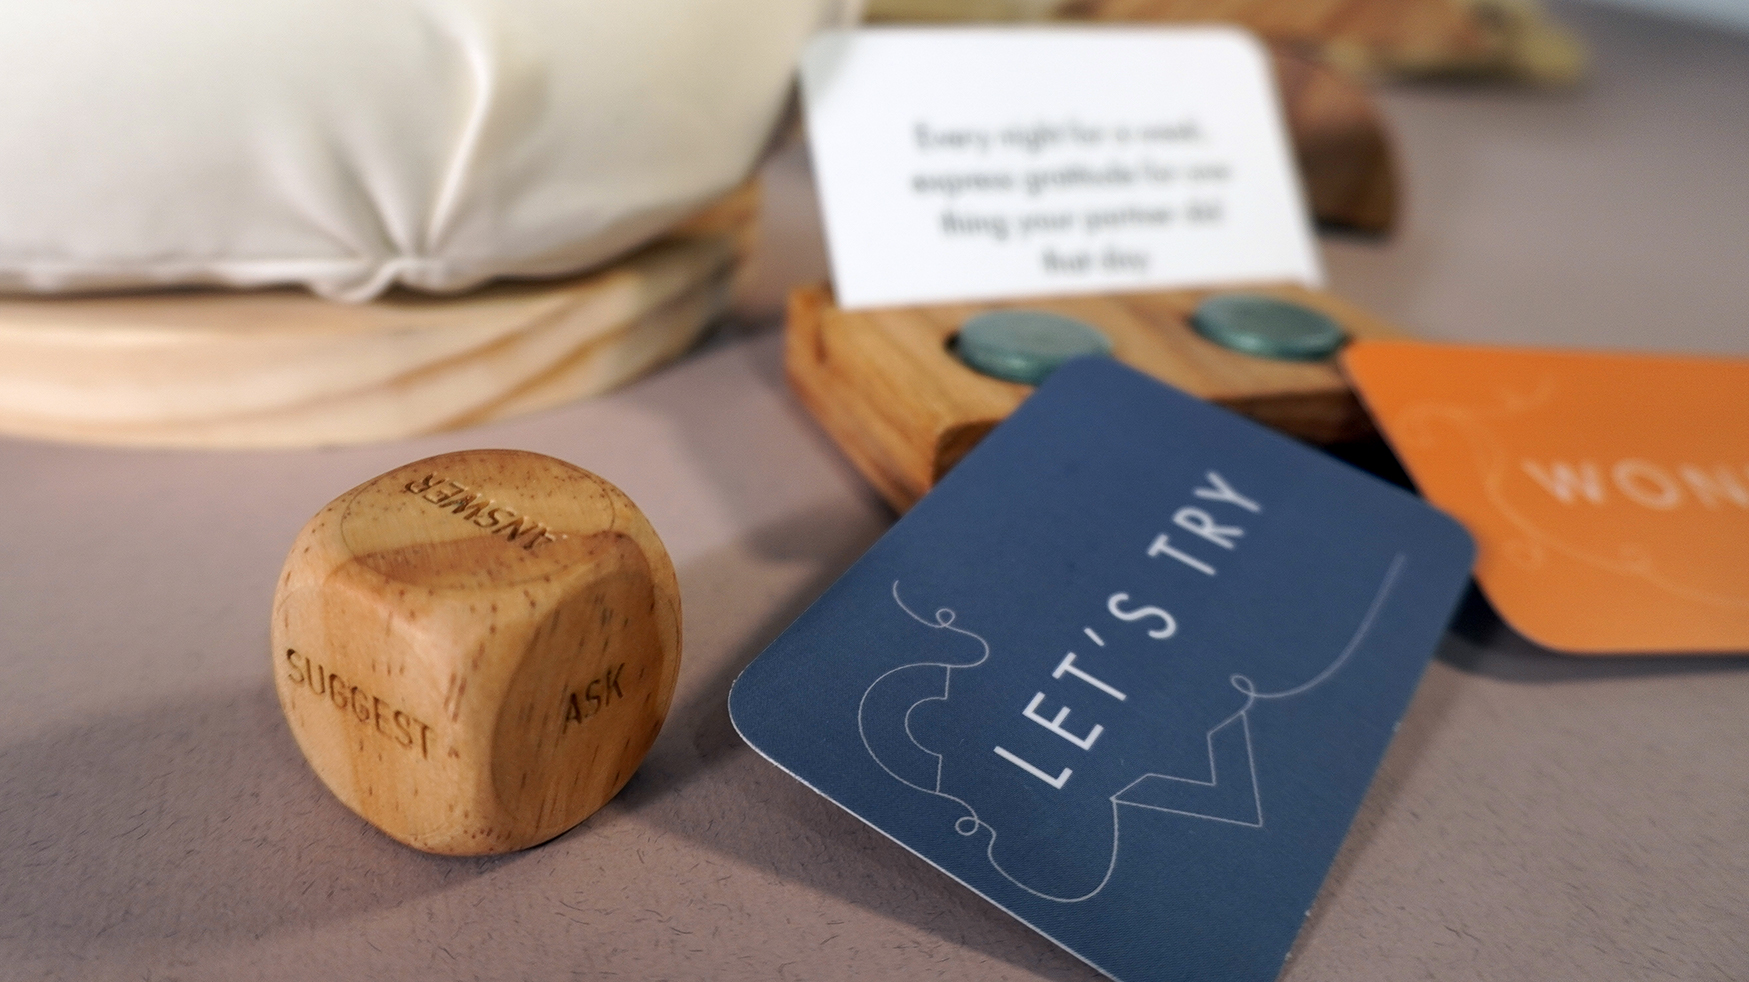 Every night for a week,
express gratitude for one
thing your partner did
that day
ANSWER
SUGGEST
ASK
LET'S TRY
WON